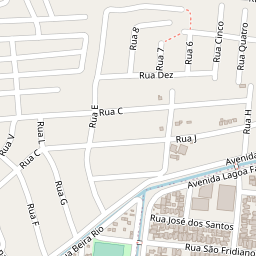 Rua 8
Rua 7
Rua 6
Rua Cinco
Rua Quatro
Rua Dez
Rua E
Rua C
Rua H
Rua V
Rua L
Rua J
Rua C
Avenida
Avenida Lagoa
Rua G
Rua F
Rua José dos Santos
Beira Rio
Rua São Fridiano